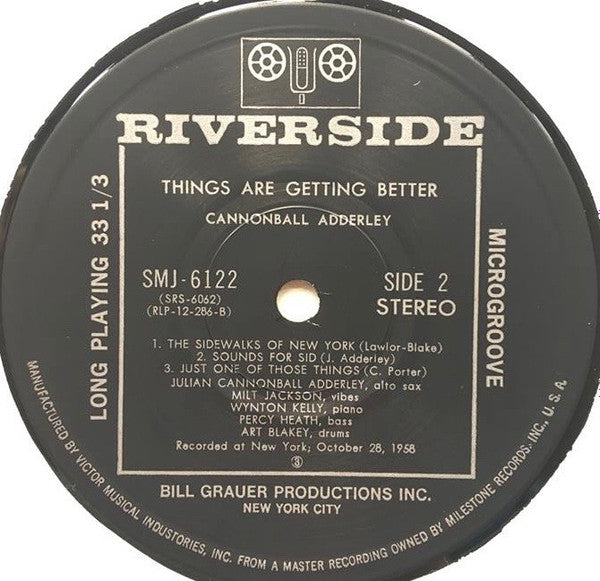 RIVERSIDE
THINGS ARE GETTING BETTER
CANNONBALL ADDERLEY
LONG PLAYING 33 1/3
MICROGROOVE
SMJ-6122
(SRS-6062)
(RLP-12-286-B)
SIDE 2
STEREO
1. THE SIDEWALKS OF NEW YORK (Lawlor-Blake)
2. SOUNDS FOR SID (J. Adderley)
3. JUST ONE OF THOSE THINGS (C. Porter)
JULIAN CANNONBALL ADDERLEY, alto sax
MILT JACKSON, vibes
WYNTON KELLY, piano
PERCY HEATH, bass
ART BLAKEY, drums
Recorded at New York; October 28, 1958
BILL GRAUER PRODUCTIONS INC.
NEW YORK CITY
MANUFACTURED BY VICTOR MUSICAL INDUSTORIES, INC. FROM A MASTER RECORDING OWNED BY MILESTONE RECORDS, INC., U. S. A.